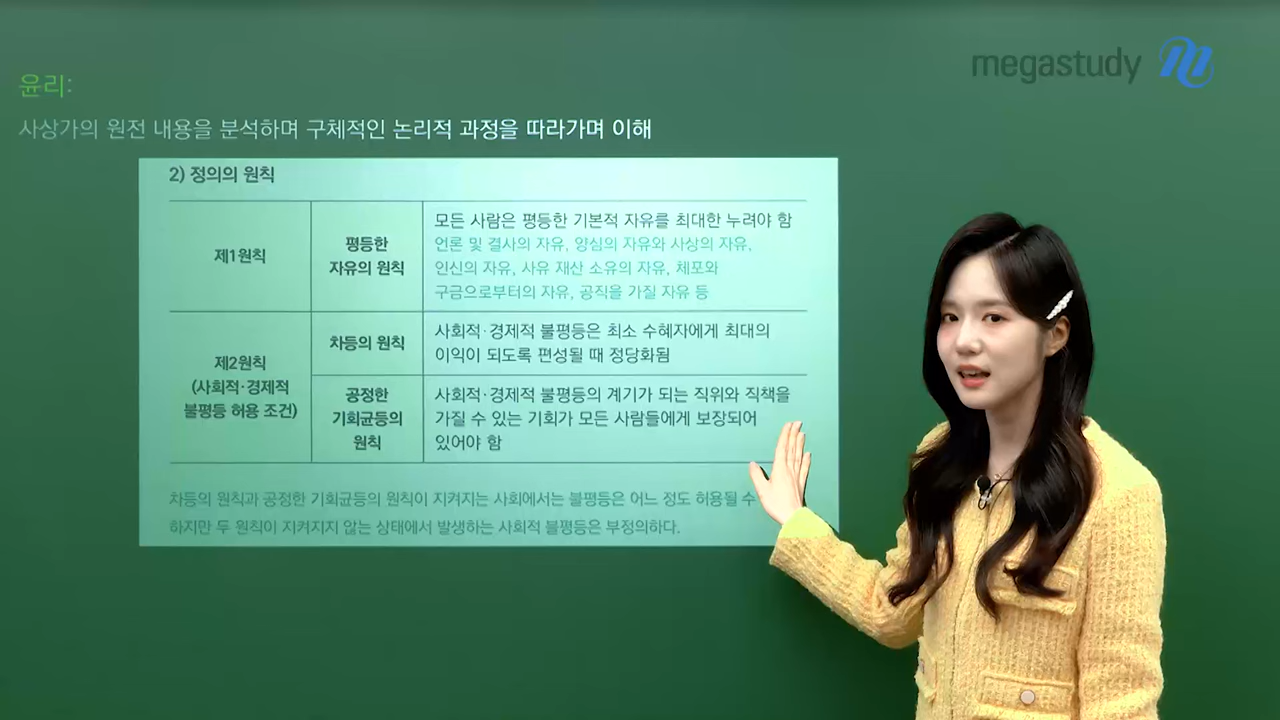 megastudy
윤리:
사상가의 원전 내용을 분석하며 구체적인 논리적 과정을 따라가며 이해
2) 정의의 원칙
제1원칙
평등한
자유의 원칙
모든 사람은 평등한 기본적 자유를 최대한 누려야 함
언론 및 결사의 자유, 양심의 자유와 사상의 자유,
인신의 자유, 사유 재산 소유의 자유, 체포와
구금으로부터의 자유, 공직을 가질 자유 등
제2원칙
(사회적·경제적
불평등 허용 조건)
차등의 원칙
사회적·경제적 불평등은 최소 수혜자에게 최대의
이익이 되도록 편성될 때 정당화됨
공정한
기회균등의
원칙
사회적·경제적 불평등의 계기가 되는 직위와 직책을
가질 수 있는 기회가 모든 사람들에게 보장되어
있어야 함
차등의 원칙과 공정한 기회균등의 원칙이 지켜지는 사회에서는 불평등은 어느 정도 허용될 수
하지만 두 원칙이 지켜지지 않는 상태에서 발생하는 사회적 불평등은 부정의하다.